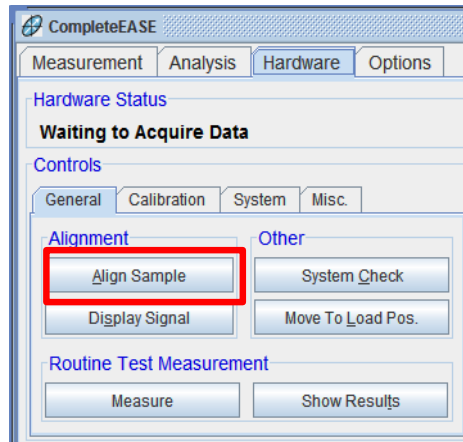 CompleteEASE
Measurement Analysis Hardware Options
Hardware Status
Waiting to Acquire Data
Controls
General Calibration System Misc.
Alignment Other
Align Sample System Check
Display Signal Move To Load Pos.
Routine Test Measurement
Measure Show Results